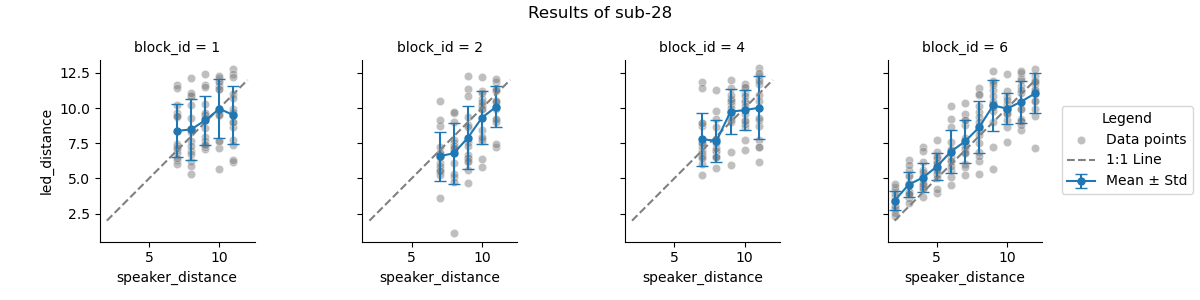 Results of sub-28
block_id = 1
block_id = 2
block_id = 4
block_id = 6
12.5
10.0
7.5
5.0
2.5
led_distance
5 10
5 10
5 10
5 10
speaker_distance
speaker_distance
speaker_distance
speaker_distance
Legend
Data points
1:1 Line
Mean ± Std